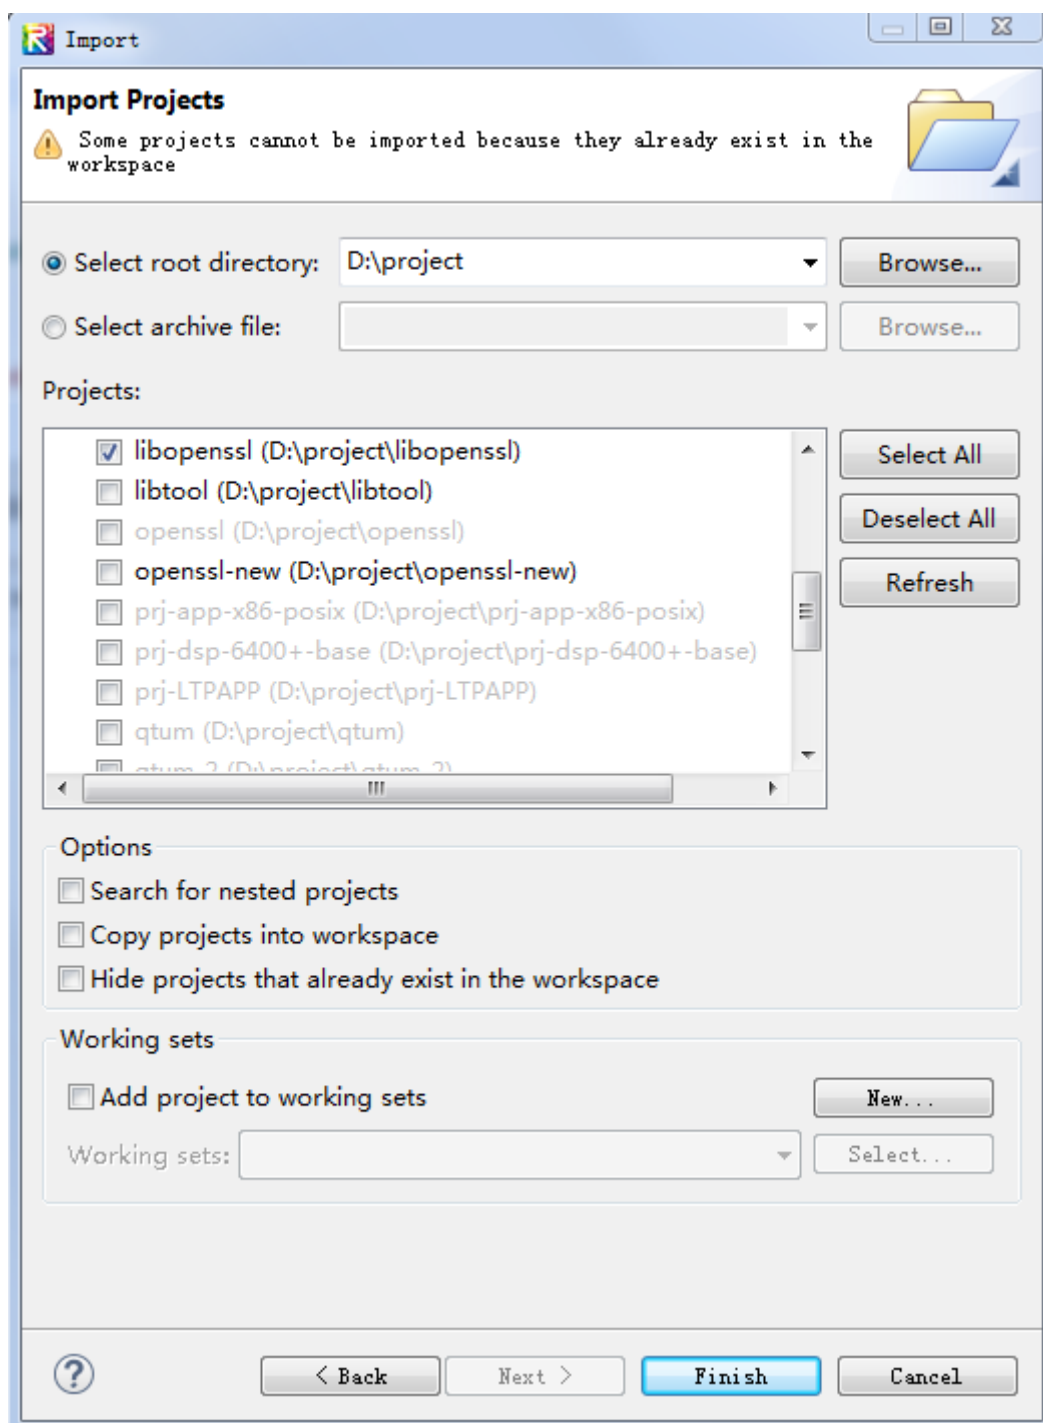 Import
Import Projects
Some projects cannot be imported because they already exist in the
workspace
Select root directory: D:\project Browse...
Select archive file: Browse...
Projects:
libopenssl (D:\project\libopenssl)
libtool (D:\project\libtool)
openssl (D:\project\openssl)
openssl-new (D:\project\openssl-new)
prj-app-x86-posix (D:\project\prj-app-x86-posix)
prj-dsp-6400+-base (D:\project\prj-dsp-6400+-base)
prj-LTPAPP (D:\project\prj-LTPAPP)
qtum (D:\project\qtum)
qtum-2 (D:\project\qtum-2)
Select All
Deselect All
Refresh
Options
Search for nested projects
Copy projects into workspace
Hide projects that already exist in the workspace
Working sets
Add project to working sets New...
Working sets: Select...
< Back Next > Finish Cancel